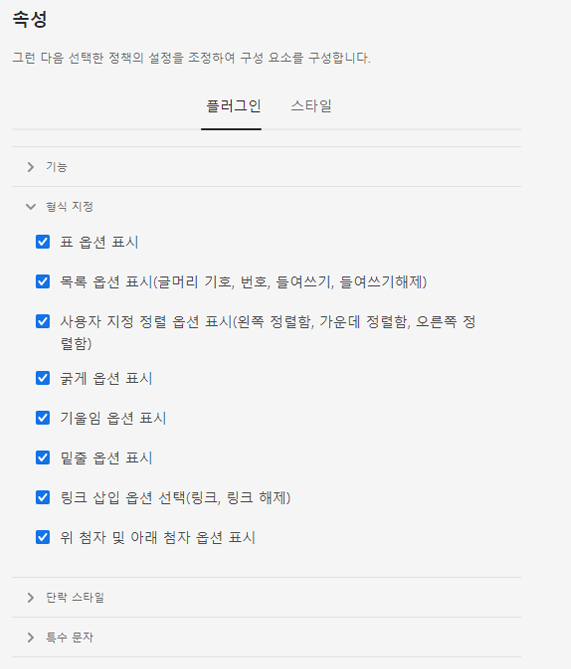 속성
그런 다음 선택한 정책의 설정을 조정하여 구성 요소를 구성합니다.
플러그인 스타일
기능
형식 지정
표 옵션 표시
목록 옵션 표시(글머리 기호, 번호, 들여쓰기, 들여쓰기해제)
사용자 지정 정렬 옵션 표시(왼쪽 정렬함, 가운데 정렬함, 오른쪽 정
렬함)
굵게 옵션 표시
기울임 옵션 표시
밑줄 옵션 표시
링크 삽입 옵션 선택(링크, 링크 해제)
위 첨자 및 아래 첨자 옵션 표시
단락 스타일
특수 문자